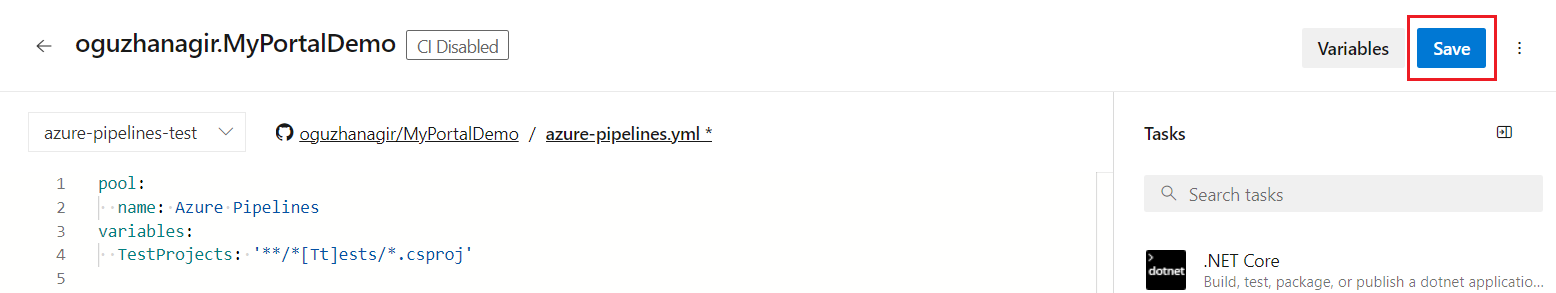 oguzhanagir.MyPortalDemo CI Disabled Variables Save
azure-pipelines-test oguzhanagir/MyPortalDemo / azure-pipelines.yml * Tasks
1 pool:
2 name: Azure Pipelines
3 variables:
4 TestProjects: '**/*[Tt]ests/*.csproj'
5
Search tasks
dotnet
.NET Core
Build, test, package, or publish a dotnet applicatio...